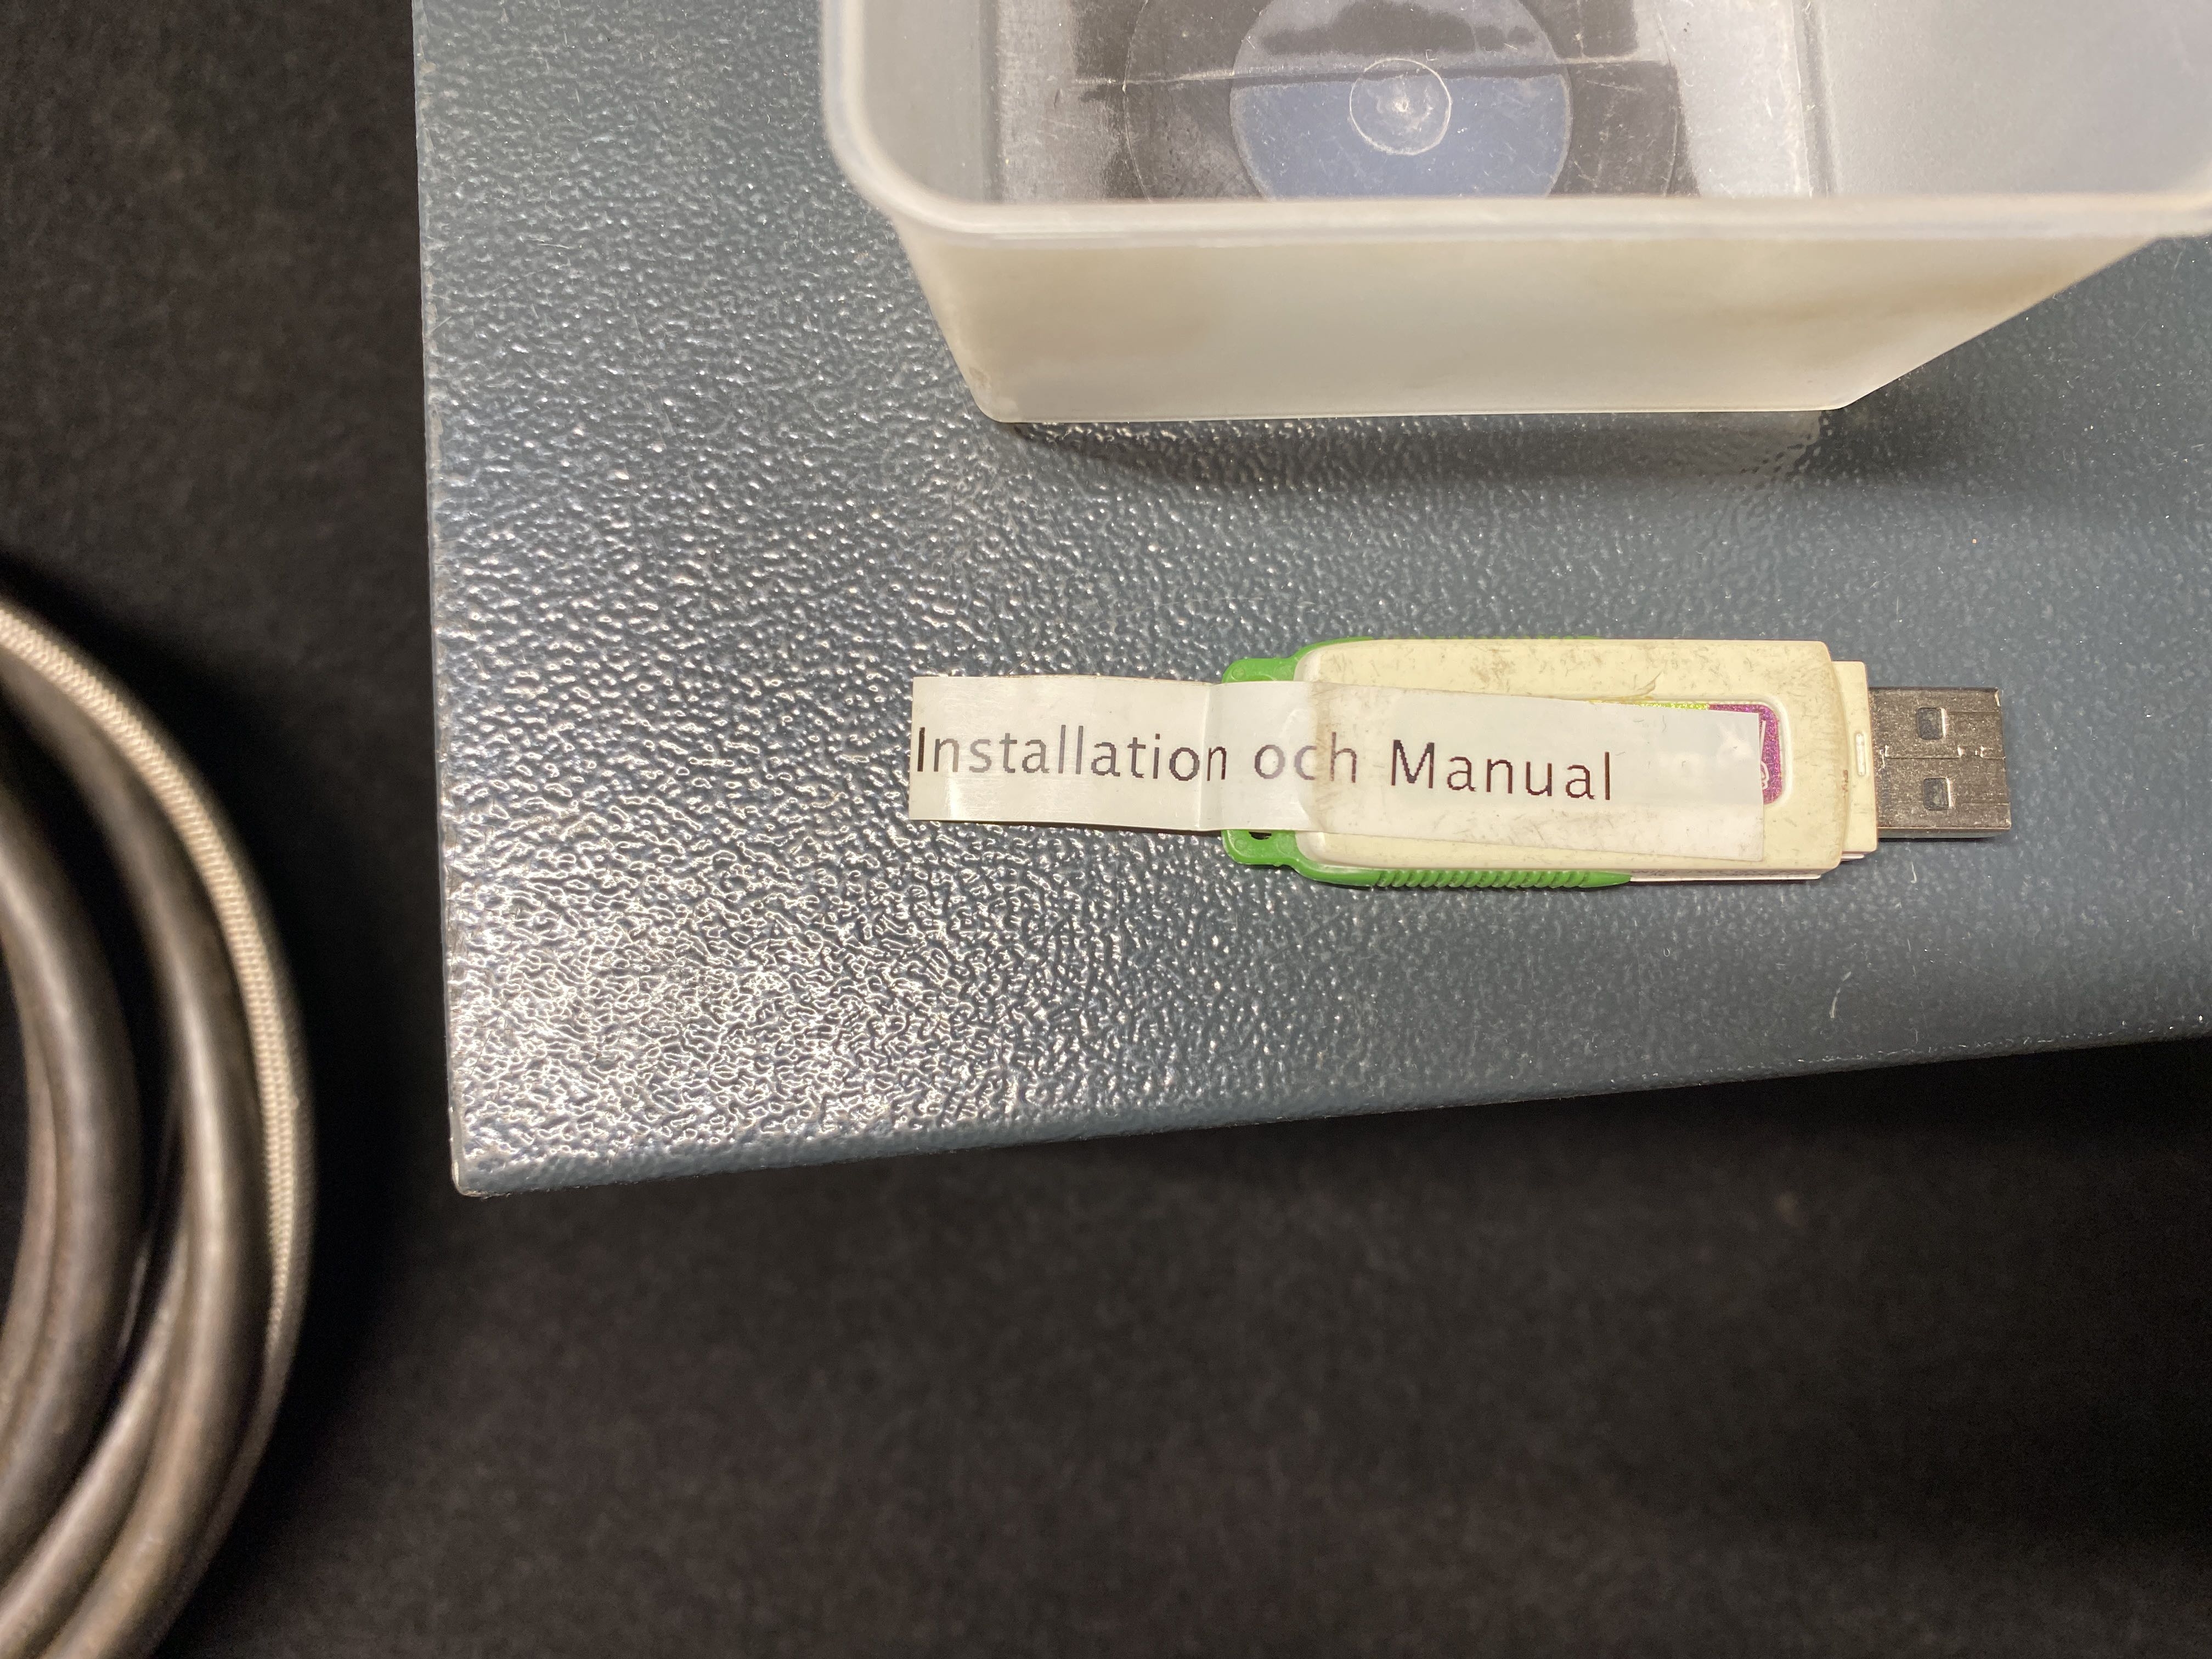 Installation och Manual